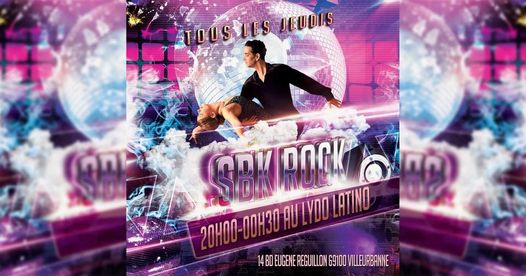 TOUS LES JEUDIS
SBK ROCK
20H00-00H30 AU LYDO LATINO
14 BD EUGENE REGUILLON 69100 VILLEURBANNE